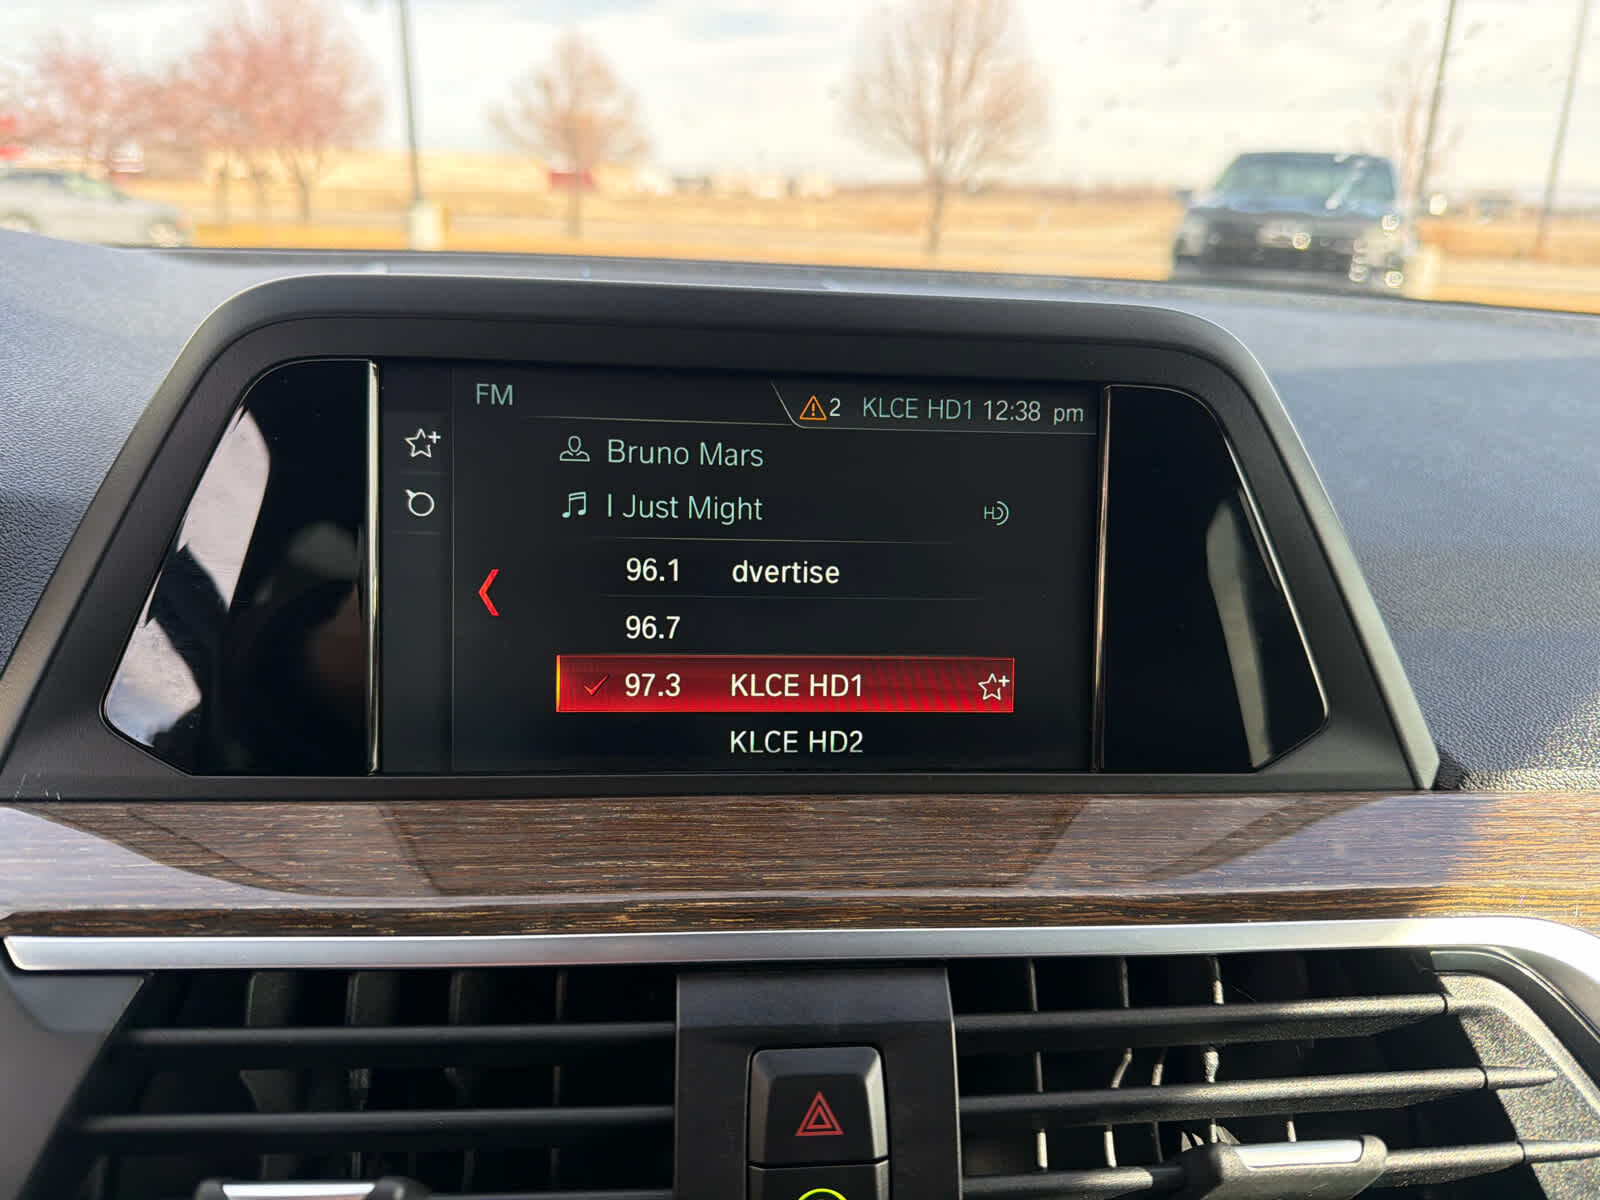 FM
2 KLCE HD1 12:38 pm
Bruno Mars
I Just Might
HD
96.1 dvertise
96.7
97.3 KLCE HD1
KLCE HD2